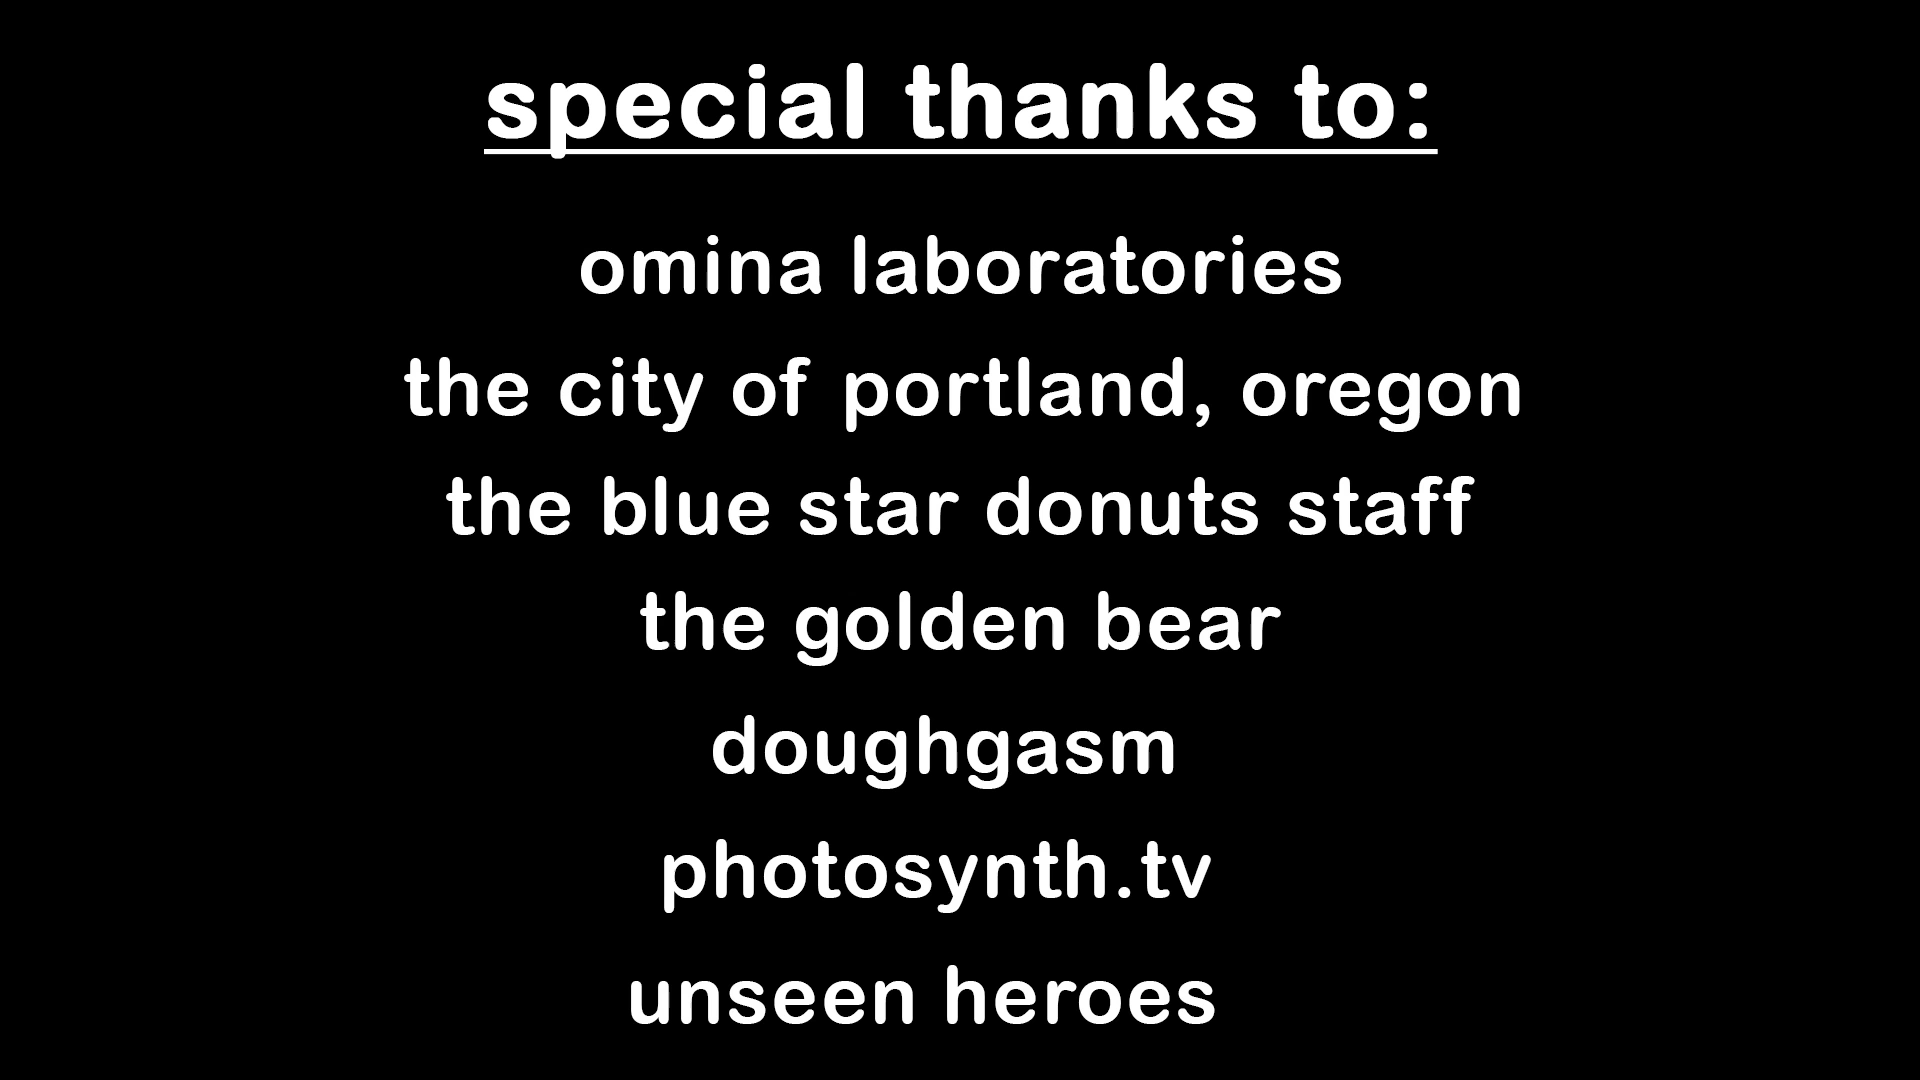 special thanks to:
omina laboratories
the city of portland, oregon
the blue star donuts staff
the golden bear
doughgasm
photosynth.tv
unseen heroes